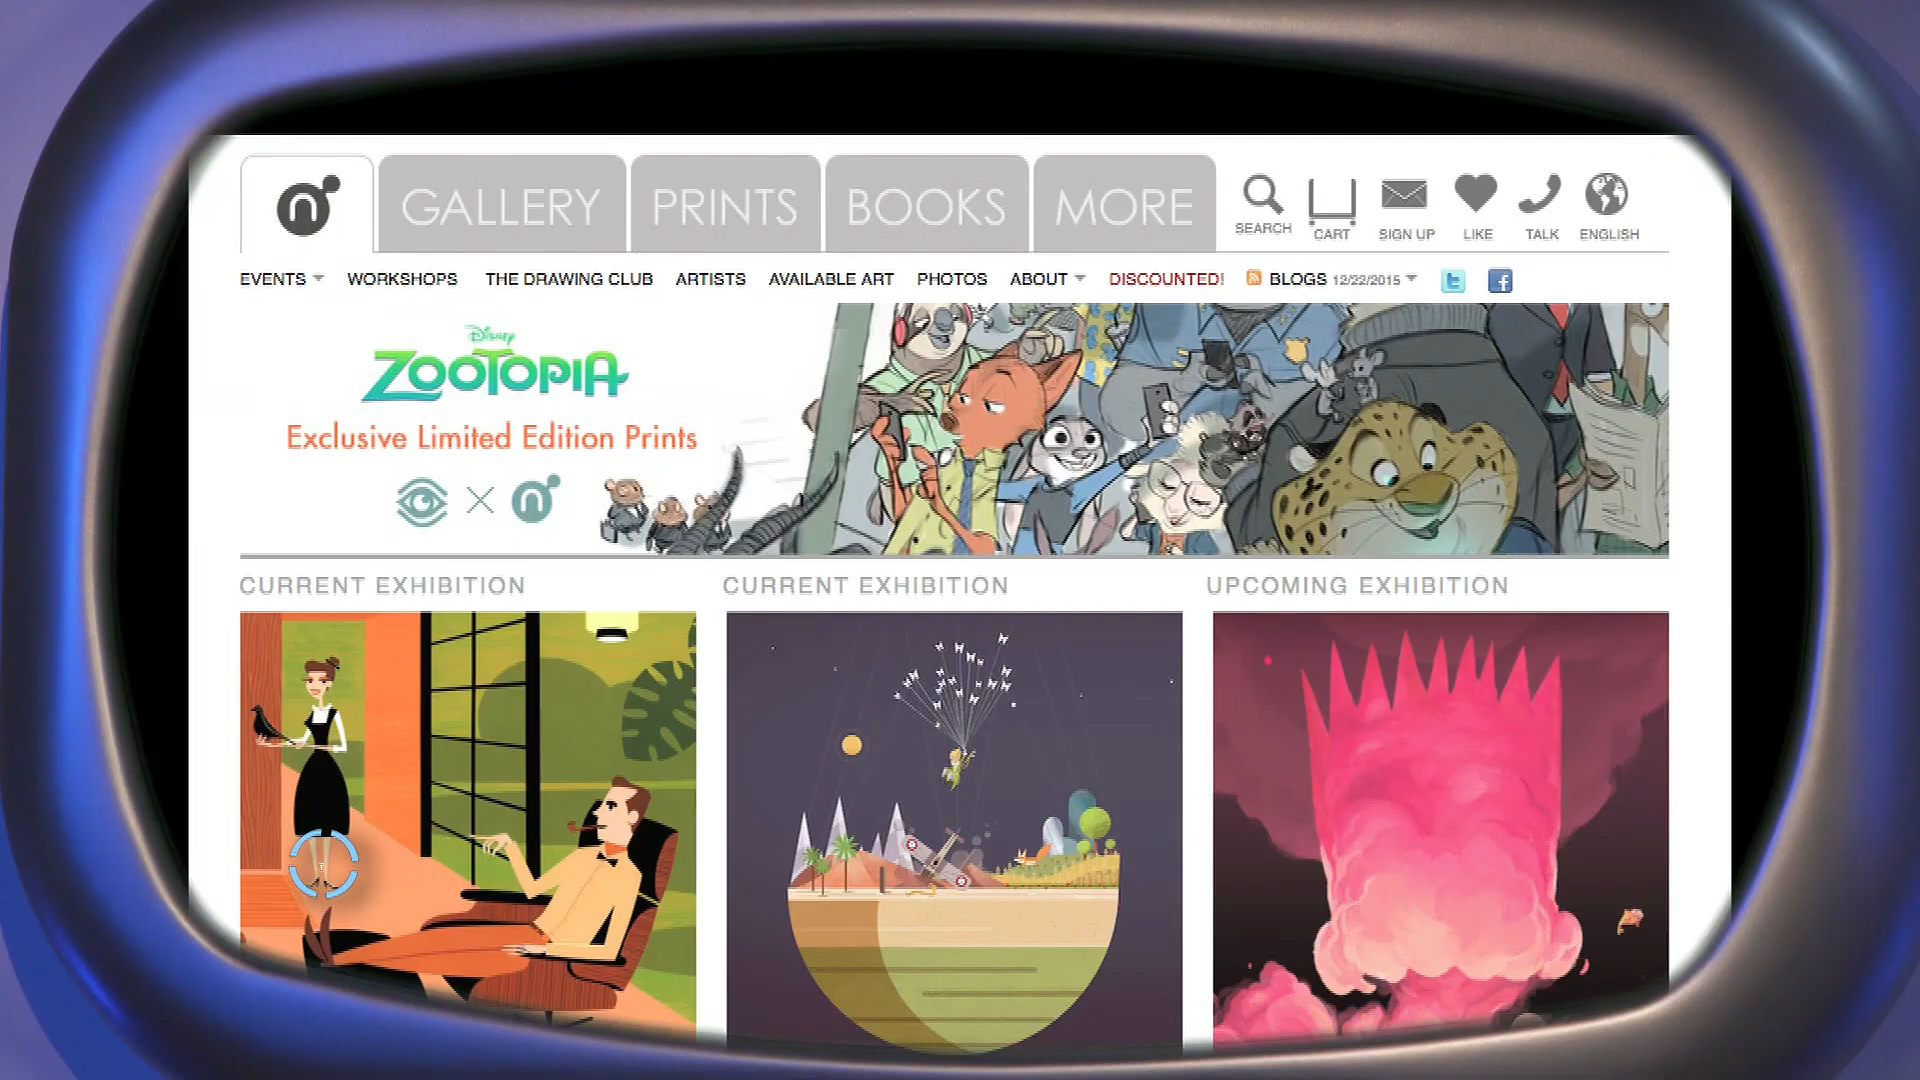 n GALLERY PRINTS BOOKS MORE
SEARCH CART SIGN UP LIKE TALK ENGLISH
EVENTS WORKSHOPS THE DRAWING CLUB ARTISTS AVAILABLE ART PHOTOS ABOUT DISCOUNTED! BLOGS 12/22/2015 t f
Disney
ZOOTOPIA
Exclusive Limited Edition Prints
n
CURRENT EXHIBITION CURRENT EXHIBITION UPCOMING EXHIBITION